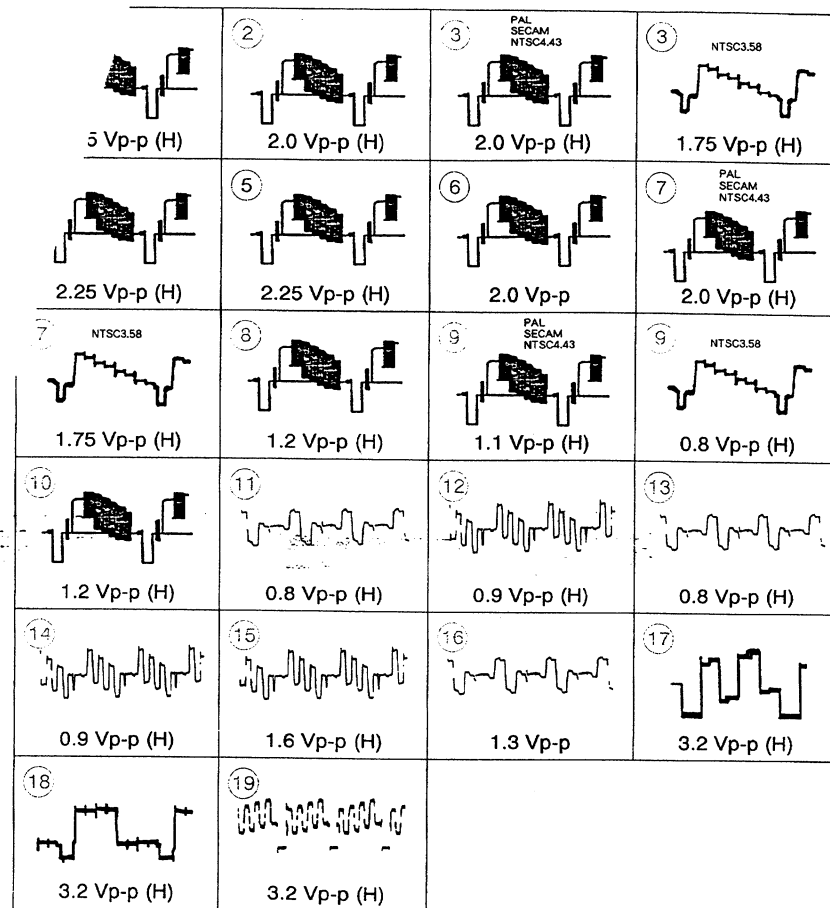 5 Vp-p (H)
2
2.0 Vp-p (H)
3
PAL
SECAM
NTSC4.43
2.0 Vp-p (H)
3
NTSC3.58
1.75 Vp-p (H)
2.25 Vp-p (H)
5
2.25 Vp-p (H)
6
2.0 Vp-p
7
PAL
SECAM
NTSC4.43
2.0 Vp-p (H)
7
NTSC3.58
1.75 Vp-p (H)
8
1.2 Vp-p (H)
9
PAL
SECAM
NTSC4.43
1.1 Vp-p (H)
9
NTSC3.58
0.8 Vp-p (H)
10
1.2 Vp-p (H)
11
0.8 Vp-p (H)
12
0.9 Vp-p (H)
13
0.8 Vp-p (H)
14
0.9 Vp-p (H)
15
1.6 Vp-p (H)
16
1.3 Vp-p
17
3.2 Vp-p (H)
18
3.2 Vp-p (H)
19
3.2 Vp-p (H)